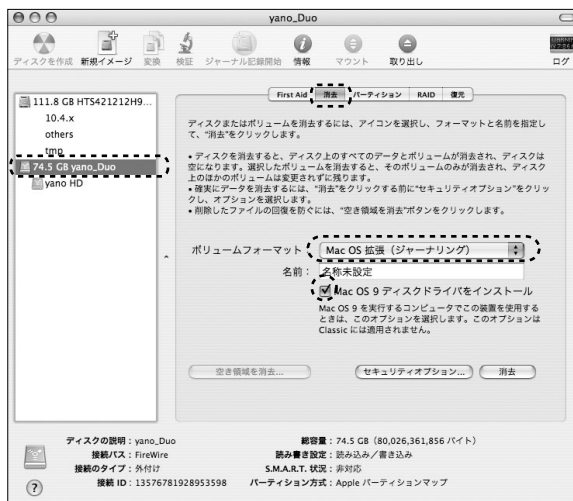 yano_Duo
ディスクを作成 新規イメージ 変換 検証 ジャーナル記録開始 情報 マウント 取り出し ログ
111.8 GB HTS421212H9...
10.4.x
others
tmp
74.5 GB yano_Duo
yano HD
First Aid 消去 パーティション RAID 復元
ディスクまたはボリュームを消去するには、アイコンを選択し、フォーマットと名前を指定し
て、“消去”をクリックします。
• ディスクを消去すると、ディスク上のすべてのデータとボリュームが消去され、ディスクは
空になります。選択したボリュームを消去すると、そのボリュームのみが消去され、ディスク
上のほかのボリュームは変更されずに残ります。
• 確実にデータを消去するには、“消去”をクリックする前に“セキュリティオプション”をクリッ
クし、オプションを選択します。
• 削除したファイルの回復を防ぐには、“空き領域を消去”ボタンをクリックします。
ボリュームフォーマット： Mac OS 拡張（ジャーナリング）
名前： 名称未設定
Mac OS 9 ディスクドライバをインストール
Mac OS 9 を実行するコンピュータでこの装置を使用する
ときは、このオプションを選択します。このオプションは
Classic には適用されません。
空き領域を消去... セキュリティオプション... 消去
ディスクの説明：yano_Duo
接続バス：FireWire
接続のタイプ：外付け
接続 ID：13576781928953598
総容量：74.5 GB（80,026,361,856 バイト）
読み書き設定：読み込み／書き込み
S.M.A.R.T. 状況：非対応
パーティション方式：Apple パーティションマップ
?